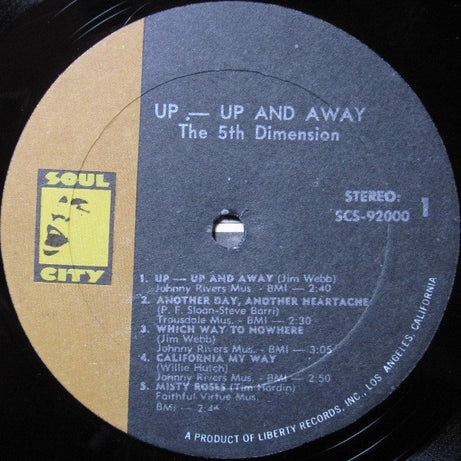 UP — UP AND AWAY
The 5th Dimension
SOUL
CITY
STEREO:
SCS-92000
1
1. UP — UP AND AWAY (Jim Webb)
Johnny Rivers Mus. - BMI — 2:40
2. ANOTHER DAY, ANOTHER HEARTACHE
(P. F. Sloan-Steve Barri)
Trousdale Mus. - BMI — 2:30
3. WHICH WAY TO NOWHERE
(Jim Webb)
Johnny Rivers Mus. - BMI — 3:05
4. CALIFORNIA MY WAY
(Willie Hutch)
Johnny Rivers Mus. - BMI — 2:50
5. MISTY ROSES (Tim Hardin)
Faithful Virtue Mus.
BMI —
A PRODUCT OF LIBERTY RECORDS, INC., LOS ANGELES, CALIFORNIA